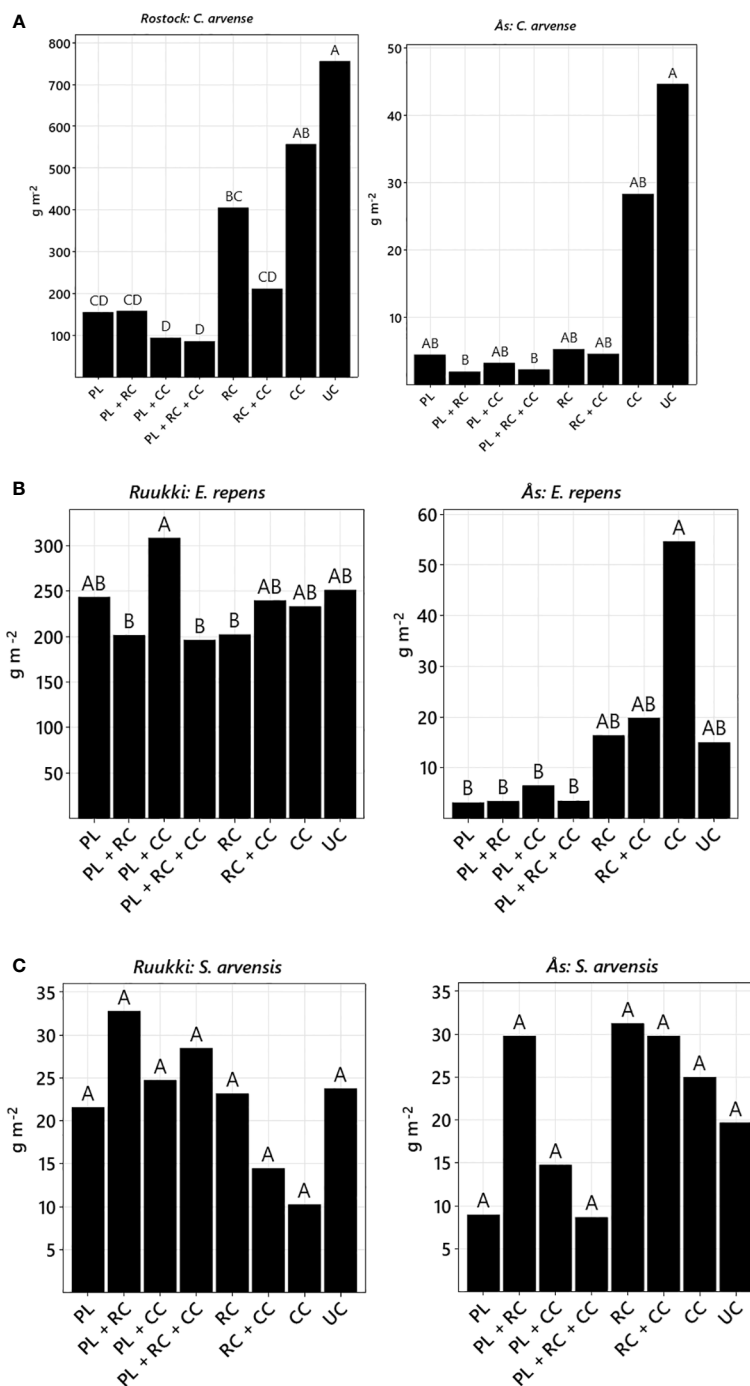 A
Rostock: C. arvense
g m-2
800
700
600
500
400
300
200
100
CD
CD
D
D
BC
CD
AB
A
PL
PL + RC
PL + CC
PL + RC + CC
RC
RC + CC
CC
UC
Ås: C. arvense
g m-2
50
40
30
20
10
AB
B
AB
B
AB
AB
AB
A
PL
PL + RC
PL + CC
PL + RC + CC
RC
RC + CC
CC
UC
B
Ruukki: E. repens
g m -2
300
250
200
150
100
50
AB
B
A
B
B
AB
AB
AB
PL
PL + RC
PL + CC
PL + RC + CC
RC
RC + CC
CC
UC
Ås: E. repens
g m-2
60
50
40
30
20
10
B
B
B
B
AB
AB
A
AB
PL
PL + RC
PL + CC
PL + RC + CC
RC
RC + CC
CC
UC
C
Ruukki: S. arvensis
g m-2
35
30
25
20
15
10
5
A
A
A
A
A
A
A
A
PL
PL + RC
PL + CC
PL + RC + CC
RC
RC + CC
CC
UC
Ås: S. arvensis
g m-2
35
30
25
20
15
10
5
A
A
A
A
A
A
A
A
PL
PL + RC
PL + CC
PL + RC + CC
RC
RC + CC
CC
UC